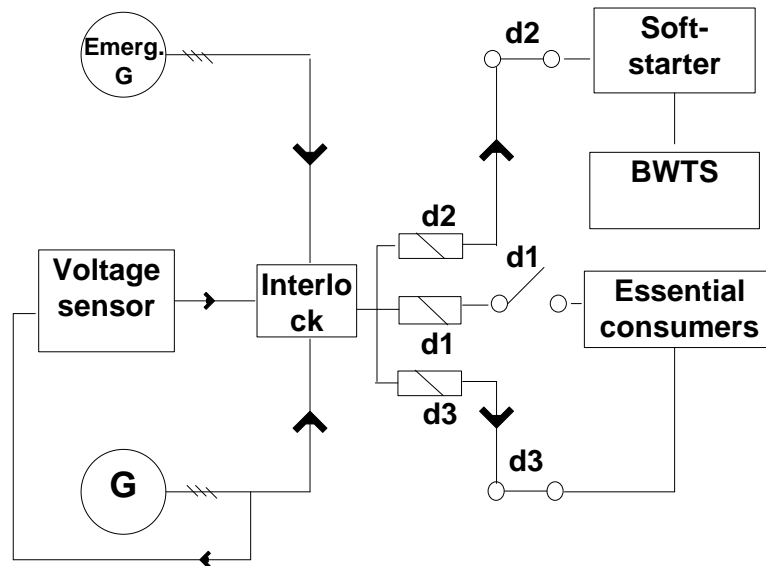 Emerg.
G
d2
Soft-
starter
BWTS
d2
Voltage
sensor
Interlo
ck
d1
d1
Essential
consumers
d3
G
d3